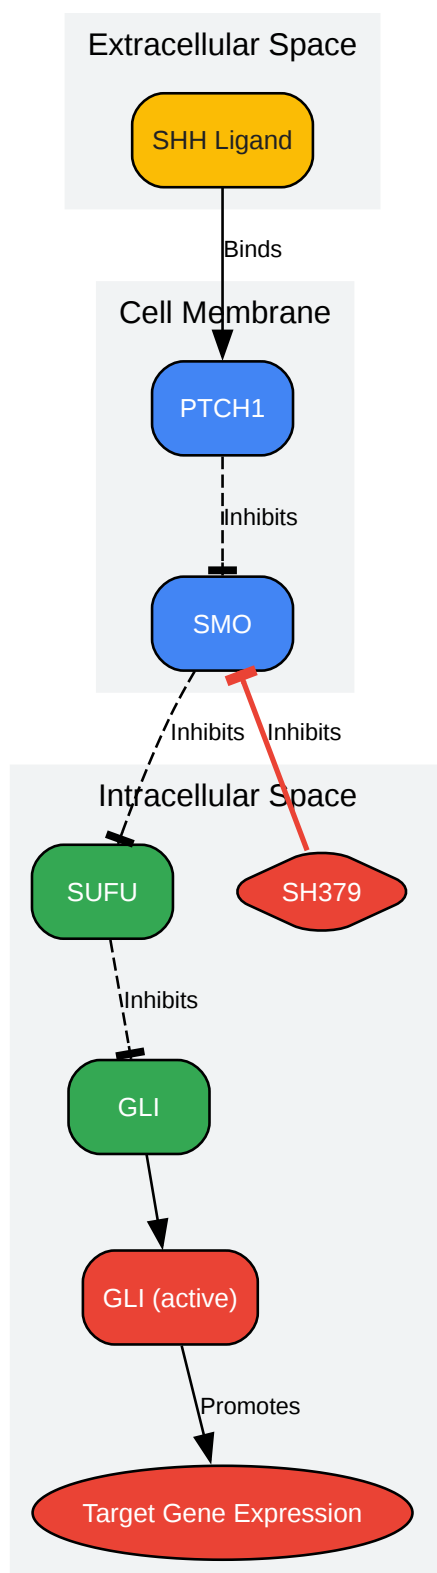 Extracellular Space
SHH Ligand
Binds
Cell Membrane
PTCH1
Inhibits
SMO
Inhibits
Inhibits
Intracellular Space
SUFU
SH379
Inhibits
GLI
GLI (active)
Promotes
Target Gene Expression